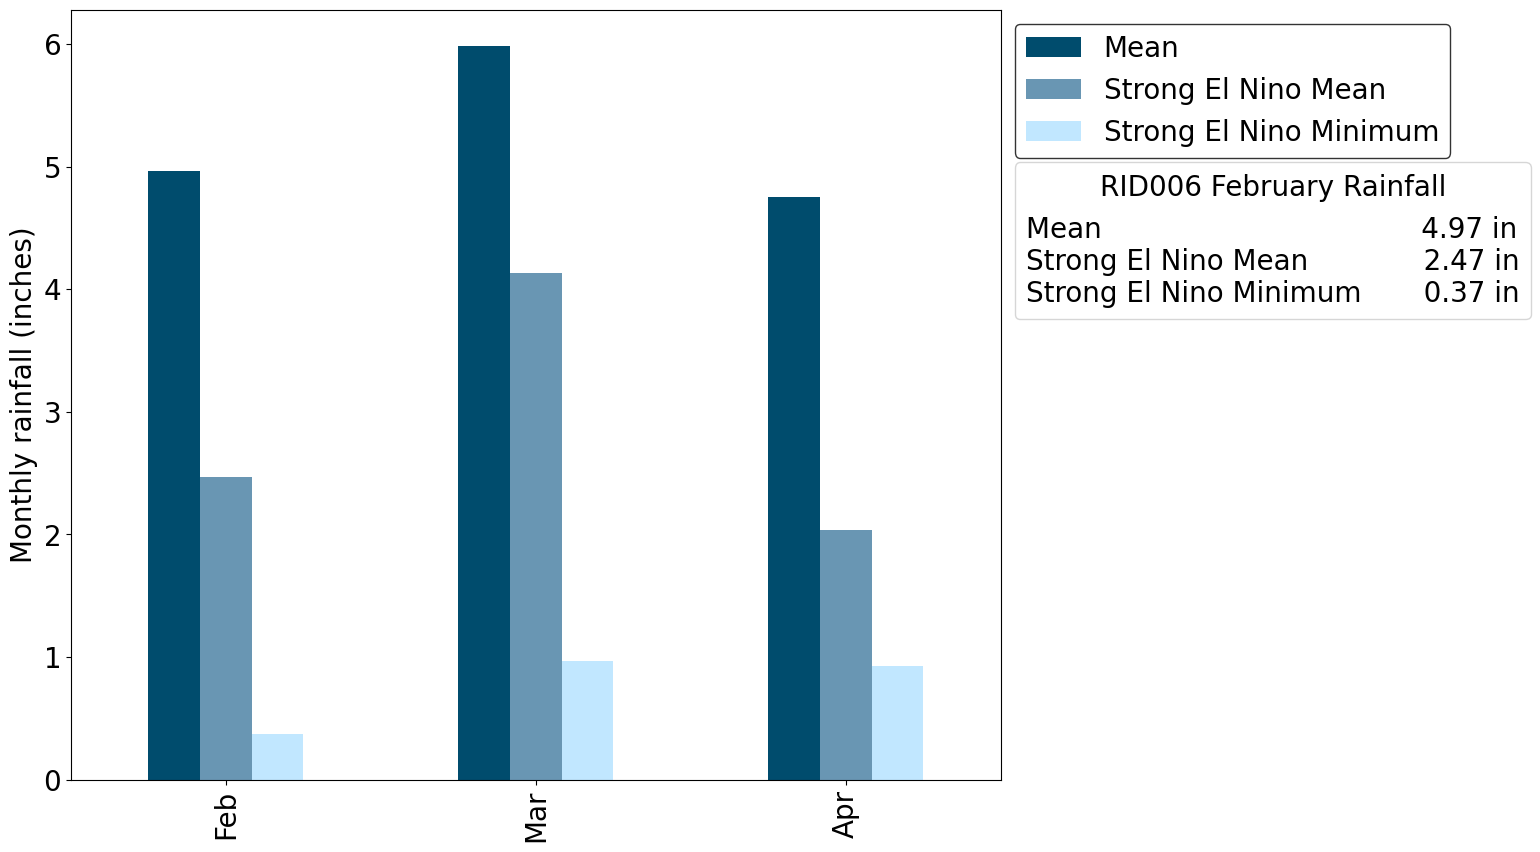 Monthly rainfall (inches)
6
5
4
3
2
1
0
Feb
Mar
Apr
Mean
Strong El Nino Mean
Strong El Nino Minimum
RID006 February Rainfall
Mean 4.97 in
Strong El Nino Mean 2.47 in
Strong El Nino Minimum 0.37 in